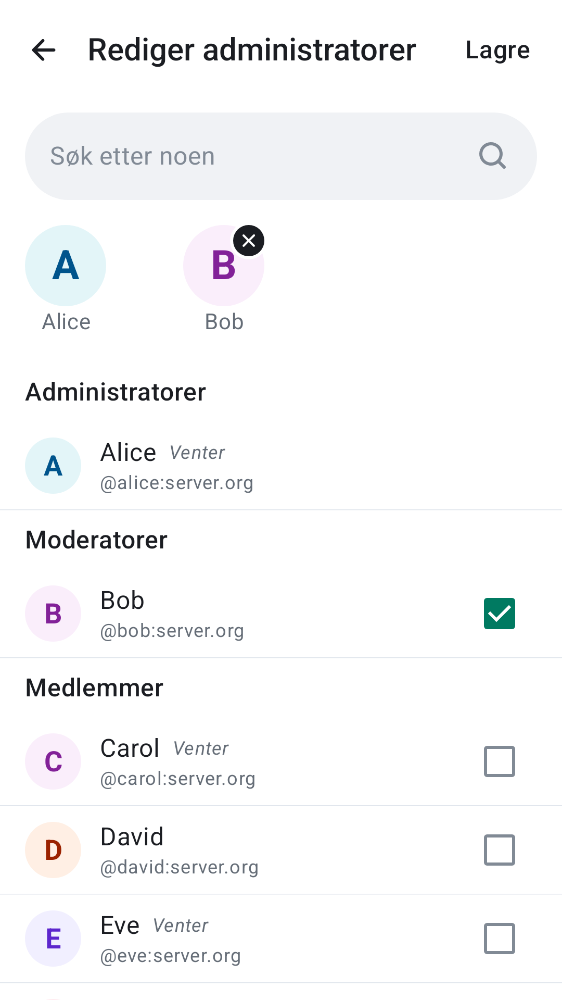 Rediger administratorer
Lagre
Søk etter noen
A
B
Alice
Bob
Administratorer
A
Alice Venter
@alice:server.org
Moderatorer
B
Bob
@bob:server.org
Medlemmer
C
Carol Venter
@carol:server.org
D
David
@david:server.org
E
Eve Venter
@eve:server.org